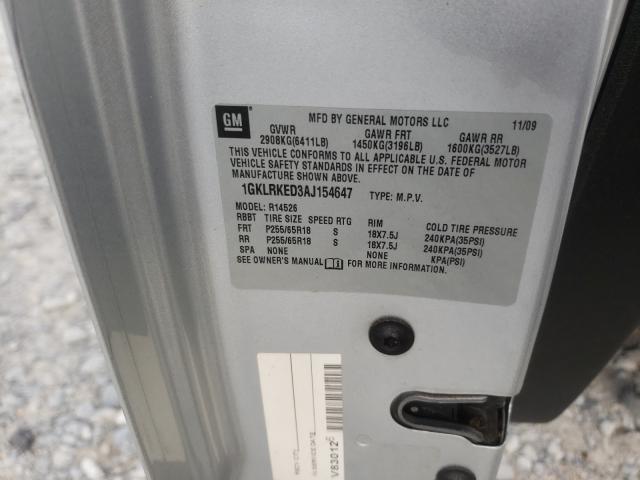 GM
MFD BY GENERAL MOTORS LLC 11/09
GVWR GAWR FRT GAWR RR
2908KG(6411LB) 1450KG(3196LB) 1600KG(3527LB)
THIS VEHICLE CONFORMS TO ALL APPLICABLE U.S. FEDERAL MOTOR
VEHICLE SAFETY STANDARDS IN EFFECT ON THE DATE OF
MANUFACTURE SHOWN ABOVE.
1GKLRKED3AJ154647 TYPE: M.P.V.
MODEL: R14526
RBBT TIRE SIZE SPEED RTG RIM COLD TIRE PRESSURE
FRT P255/65R18 S 18X7.5J 240KPA(35PSI)
RR P255/65R18 S 18X7.5J 240KPA(35PSI)
SPA NONE NONE KPA(PSI)
SEE OWNER'S MANUAL FOR MORE INFORMATION.
IN SERVICE DATE
V830125